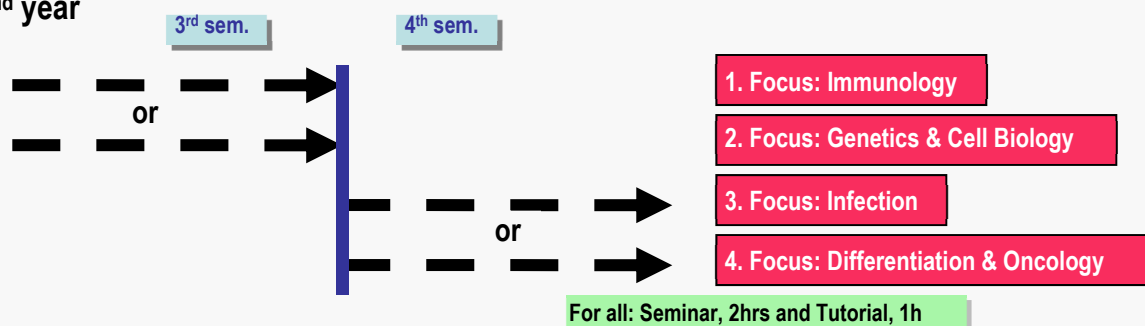 nd year
3rd sem.
4th sem.
or
or
1. Focus: Immunology
2. Focus: Genetics & Cell Biology
3. Focus: Infection
4. Focus: Differentiation & Oncology
For all: Seminar, 2hrs and Tutorial, 1h